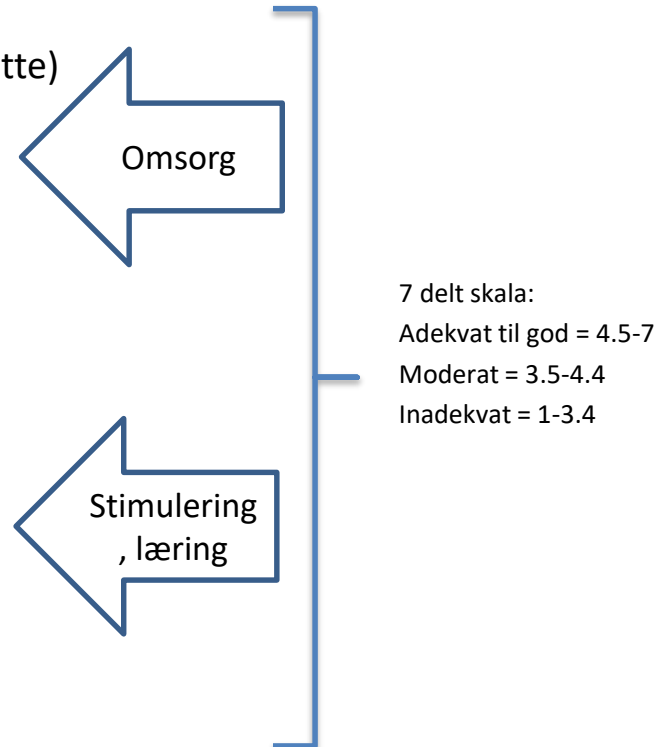 tte)
Omsorg
7 delt skala:
Adekvat til god = 4.5-7
Moderat = 3.5-4.4
Inadekvat = 1-3.4
Stimulering
, læring